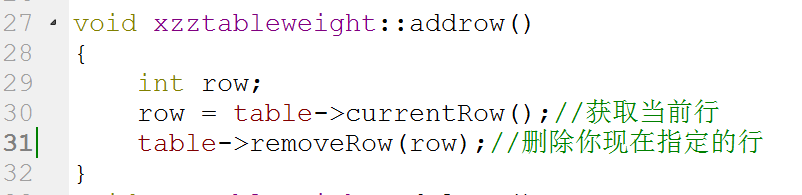 27 void xzztableweight::addrow()
28 {
29 int row;
30 row = table->currentRow();//获取当前行
31 table->removeRow(row);//删除你现在指定的行
32 }